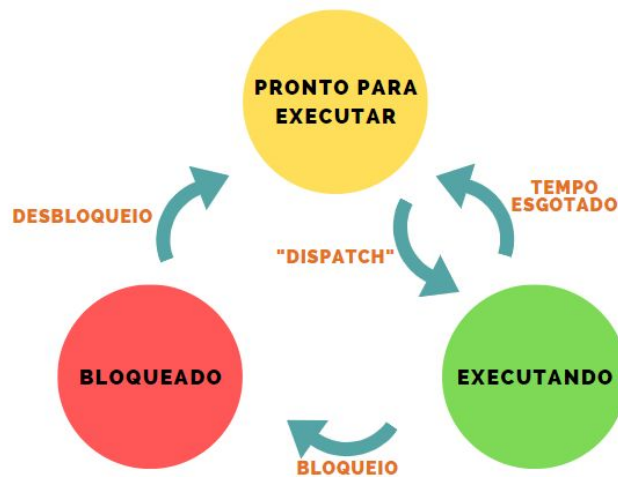 PRONTO PARA
EXECUTAR
DESBLOQUEIO
TEMPO
ESGOTADO
"DISPATCH"
BLOQUEADO
EXECUTANDO
BLOQUEIO